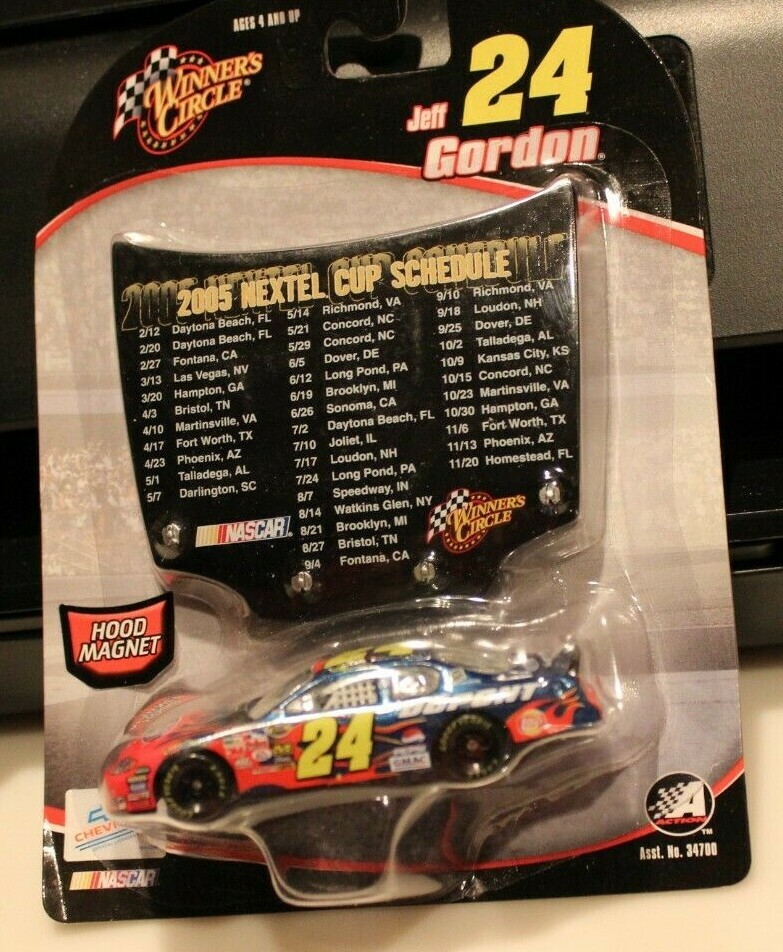 AGES 4 AND UP
WINNER'S
CIRCLE®
24
Jeff
Gordon®
2005 NEXTEL CUP SCHEDULE
2/12 Daytona Beach, FL
2/20 Daytona Beach, FL
2/27 Fontana, CA
3/13 Las Vegas, NV
3/20 Hampton, GA
4/3 Bristol, TN
4/10 Martinsville, VA
4/17 Fort Worth, TX
4/23 Phoenix, AZ
5/1 Talladega, AL
5/7 Darlington, SC
5/14 Richmond, VA
5/21 Concord, NC
5/29 Concord, NC
6/5 Dover, DE
6/12 Long Pond, PA
6/19 Brooklyn, MI
6/26 Sonoma, CA
7/2 Daytona Beach, FL
7/10 Joliet, IL
7/17 Loudon, NH
7/24 Long Pond, PA
8/7 Speedway, IN
8/14 Watkins Glen, NY
8/21 Brooklyn, MI
8/27 Bristol, TN
9/4 Fontana, CA
9/10 Richmond, VA
9/18 Loudon, NH
9/25 Dover, DE
10/2 Talladega, AL
10/9 Kansas City, KS
10/15 Concord, NC
10/23 Martinsville, VA
10/30 Hampton, GA
11/6 Fort Worth, TX
11/13 Phoenix, AZ
11/20 Homestead, FL
NASCAR®
WINNER'S
CIRCLE
HOOD
MAGNET
DUPONT
24
GMAC
A
ACTION™
Asst. No. 34700
NASCAR